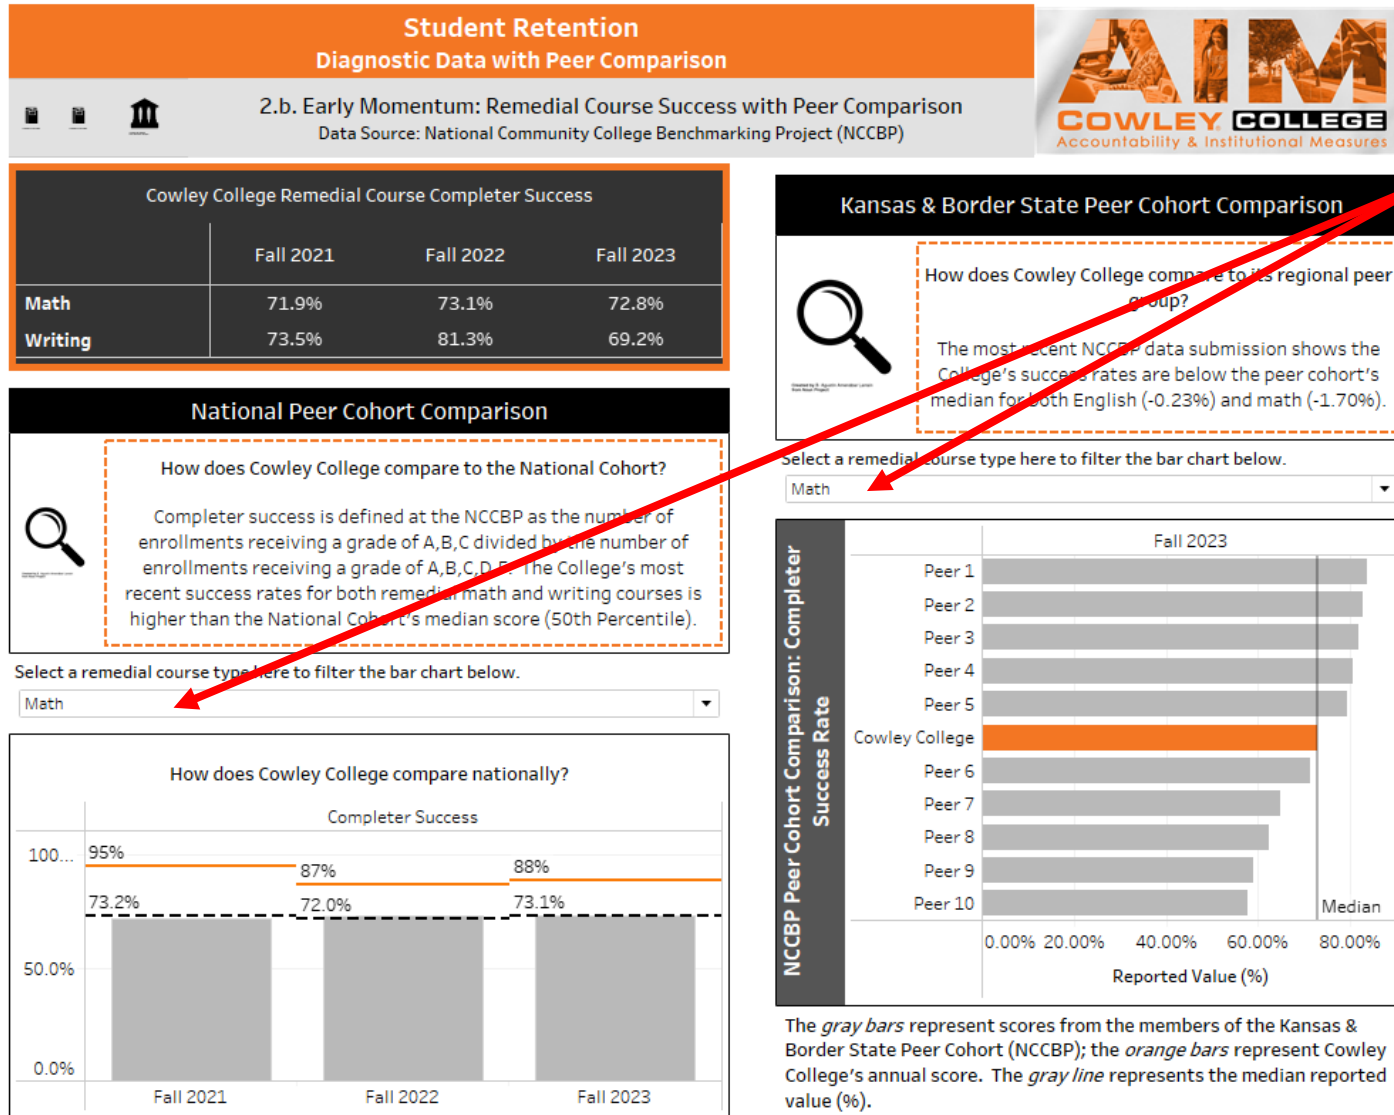 Student Retention
Diagnostic Data with Peer Comparison
AIM
COWLEY COLLEGE
Accountability & Institutional Measures
2.b. Early Momentum: Remedial Course Success with Peer Comparison
Data Source: National Community College Benchmarking Project (NCCBP)
Cowley College Remedial Course Completer Success
Fall 2021 Fall 2022 Fall 2023
Math 71.9% 73.1% 72.8%
Writing 73.5% 81.3% 69.2%
National Peer Cohort Comparison
How does Cowley College compare to the National Cohort?
Completer success is defined at the NCCBP as the number of
enrollments receiving a grade of A,B,C divided by the number of
enrollments receiving a grade of A,B,C,D,F. The College's most
recent success rates for both remedial math and writing courses is
higher than the National Cohort's median score (50th Percentile).
Select a remedial course type here to filter the bar chart below.
Math
How does Cowley College compare nationally?
Completer Success
100...
50.0%
0.0%
95%
87%
88%
73.2%
72.0%
73.1%
Fall 2021 Fall 2022 Fall 2023
Kansas & Border State Peer Cohort Comparison
How does Cowley College compare to its regional peer
group?
The most recent NCCBP data submission shows the
College's success rates are below the peer cohort's
median for both English (-0.23%) and math (-1.70%).
Select a remedial course type here to filter the bar chart below.
Math
NCCBP Peer Cohort Comparison: Completer
Success Rate
Fall 2023
Peer 1
Peer 2
Peer 3
Peer 4
Peer 5
Cowley College
Peer 6
Peer 7
Peer 8
Peer 9
Peer 10
Median
0.00% 20.00% 40.00% 60.00% 80.00%
Reported Value (%)
The gray bars represent scores from the members of the Kansas &
Border State Peer Cohort (NCCBP); the orange bars represent Cowley
College's annual score. The gray line represents the median reported
value (%).